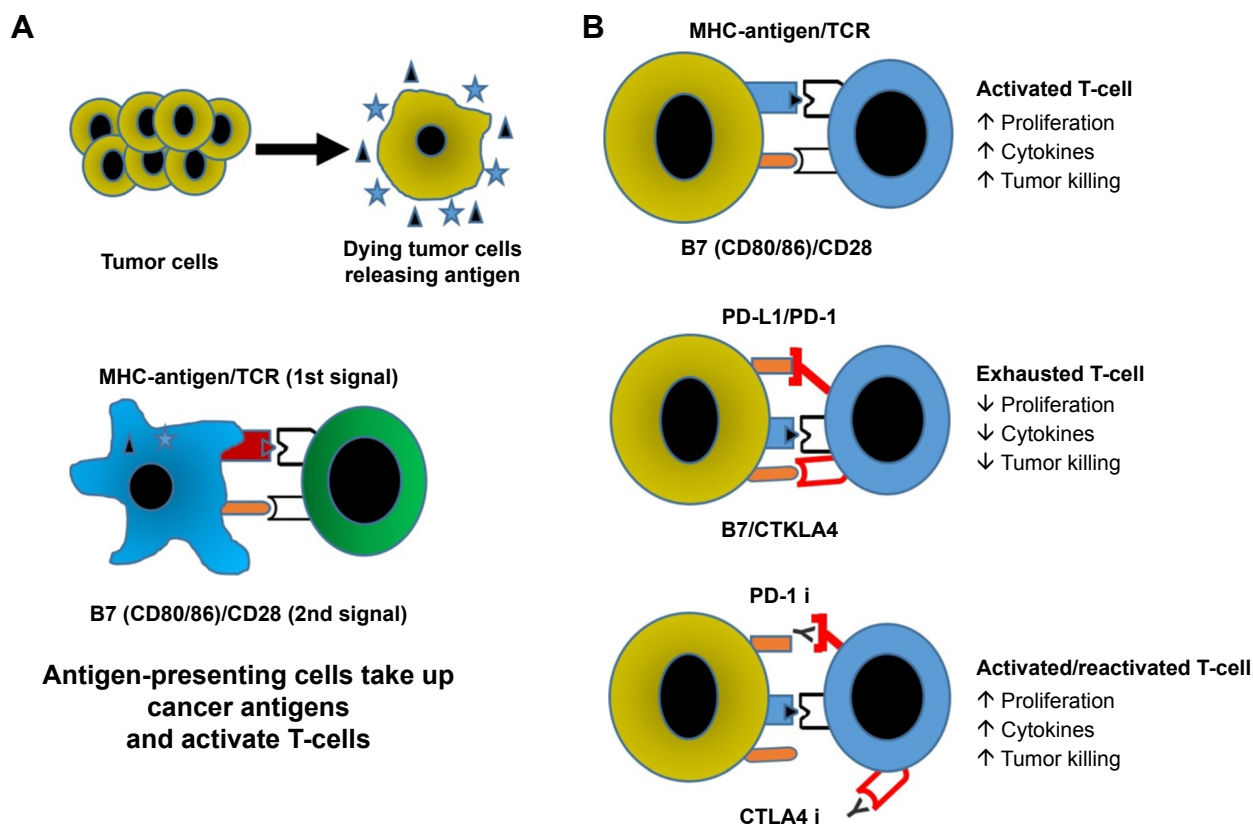 A
Tumor cells
Dying tumor cells
releasing antigen
MHC-antigen/TCR (1st signal)
B7 (CD80/86)/CD28 (2nd signal)
Antigen-presenting cells take up
cancer antigens
and activate T-cells
B
MHC-antigen/TCR
B7 (CD80/86)/CD28
Activated T-cell
↑ Proliferation
↑ Cytokines
↑ Tumor killing
PD-L1/PD-1
B7/CTKLA4
Exhausted T-cell
↓ Proliferation
↓ Cytokines
↓ Tumor killing
PD-1 i
CTLA4 i
Activated/reactivated T-cell
↑ Proliferation
↑ Cytokines
↑ Tumor killing